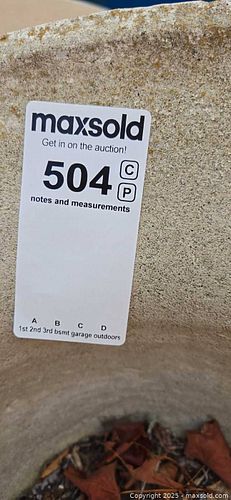 maxsold
Get in on the auction!
504 C
P
notes and measurements
A B C D
1st 2nd 3rd bsmt garage outdoors
Copyright 2025 - maxsold.com